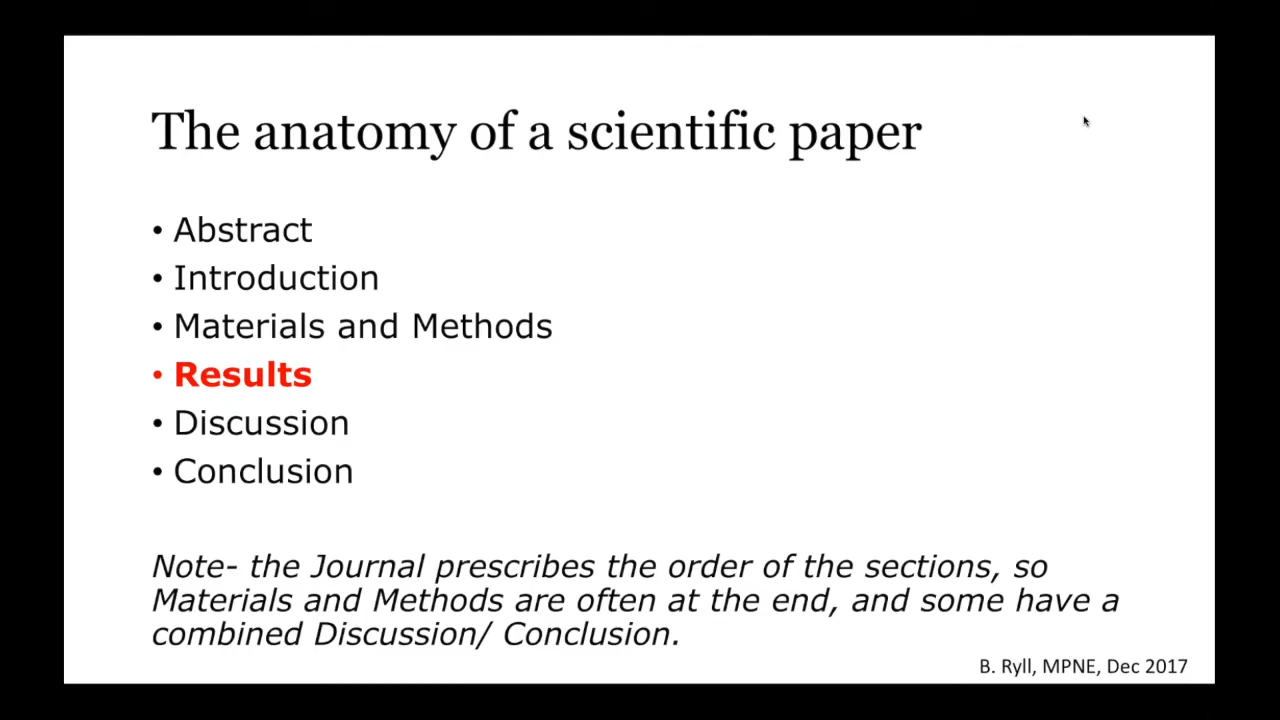 The anatomy of a scientific paper
• Abstract
• Introduction
• Materials and Methods
• Results
• Discussion
• Conclusion
Note- the Journal prescribes the order of the sections, so
Materials and Methods are often at the end, and some have a
combined Discussion/ Conclusion.
B. Ryll, MPNE, Dec 2017